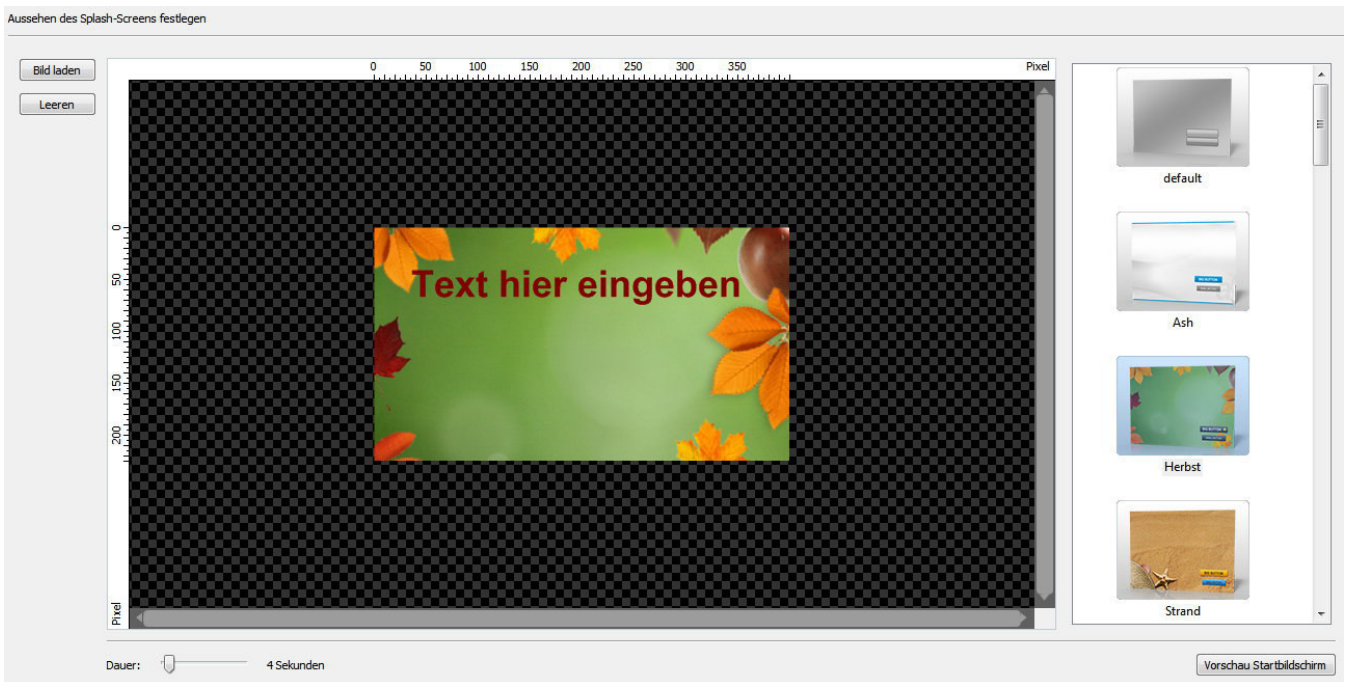 Aussehen des Splash-Screens festlegen
Bild laden
Leeren
0 50 100 150 200 250 300 350 Pixel
0
50
100
150
200
Pixel
Text hier eingeben
default
Ash
Herbst
Strand
Dauer: 4 Sekunden
Vorschau Startbildschirm